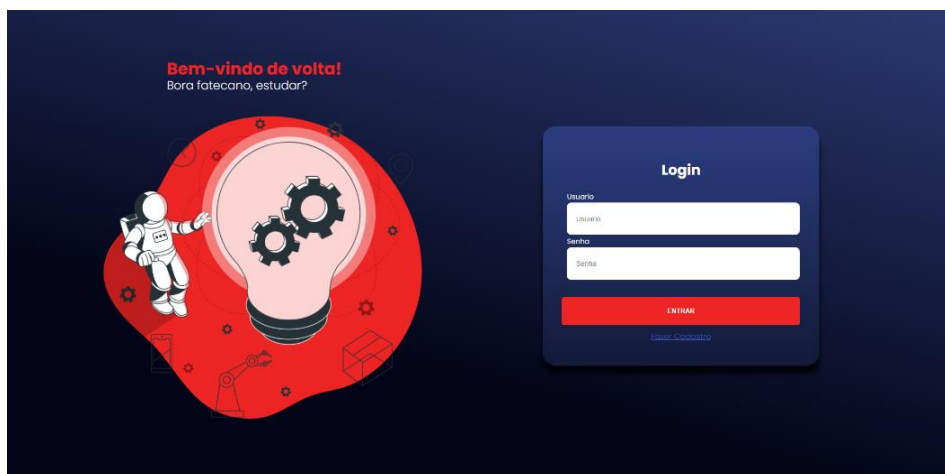 Bem-vindo de volta!
Bora fatecano, estudar?
Login
Usuario
Usuario
Senha
Senha
ENTRAR
Fazer Cadastro